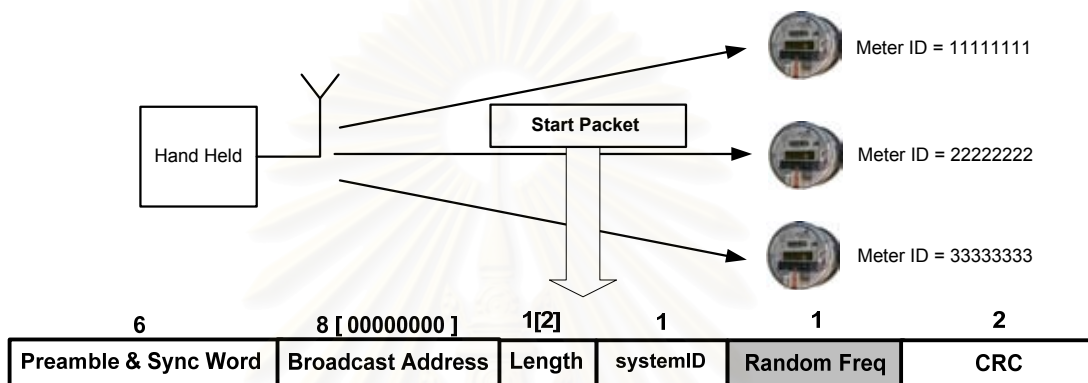 Meter ID = 11111111
Start Packet
Hand Held
Meter ID = 22222222
Meter ID = 33333333
6 8 [ 00000000 ] 1[2] 1 1 2
Preamble & Sync Word Broadcast Address Length systemID Random Freq CRC